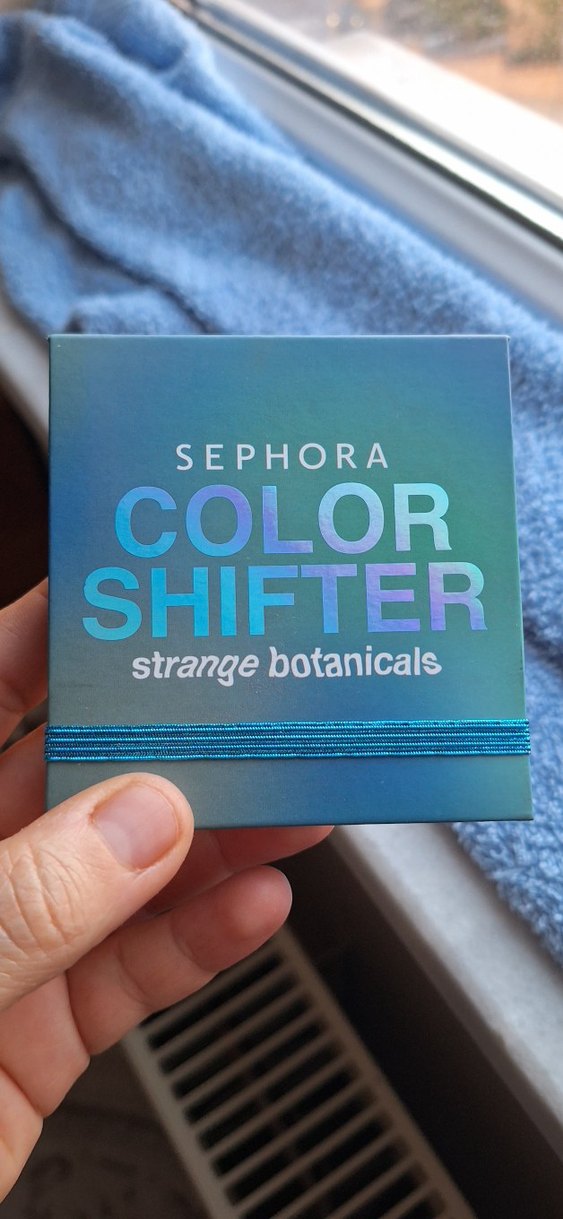 SEPHORA
COLOR
SHIFTER
strange botanicals